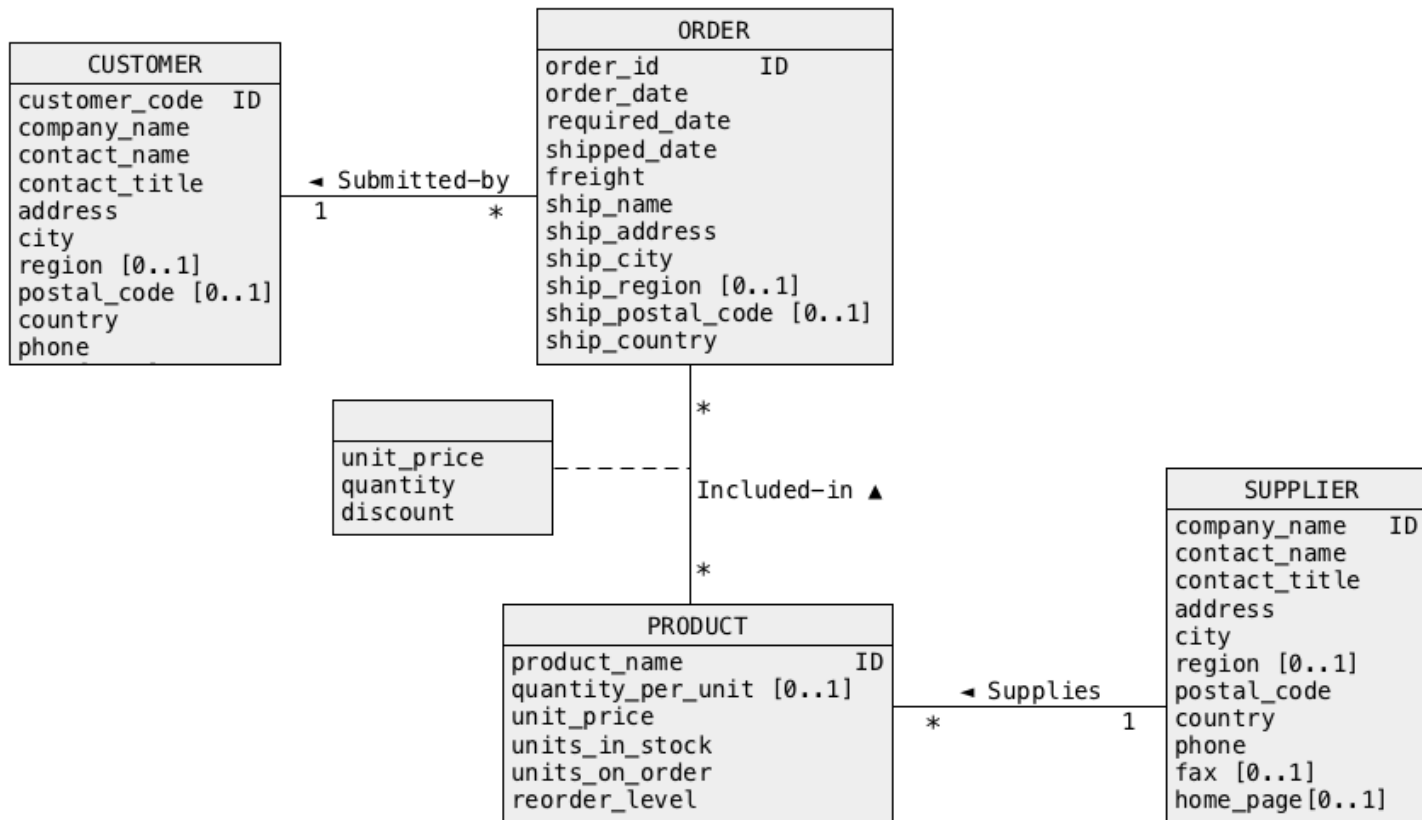 CUSTOMER
customer_code ID
company_name
contact_name
contact_title
address
city
region [0..1]
postal_code [0..1]
country
phone
◄ Submitted-by
1 *
ORDER
order_id ID
order_date
required_date
shipped_date
freight
ship_name
ship_address
ship_city
ship_region [0..1]
ship_postal_code [0..1]
ship_country
*
unit_price
quantity
discount
Included-in ▲
*
PRODUCT
product_name ID
quantity_per_unit [0..1]
unit_price
units_in_stock
units_on_order
reorder_level
◄ Supplies
* 1
SUPPLIER
company_name ID
contact_name
contact_title
address
city
region [0..1]
postal_code
country
phone
fax [0..1]
home_page[0..1]